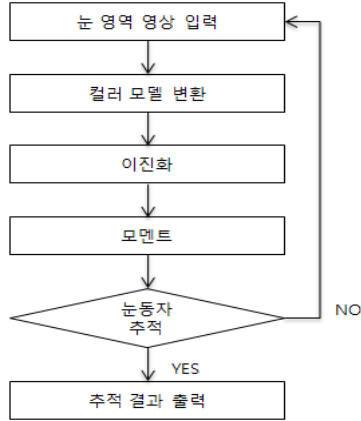 눈 영역 영상 입력
컬러 모델 변환
이진화
모멘트
눈동자
추적
NO
YES
추적 결과 출력